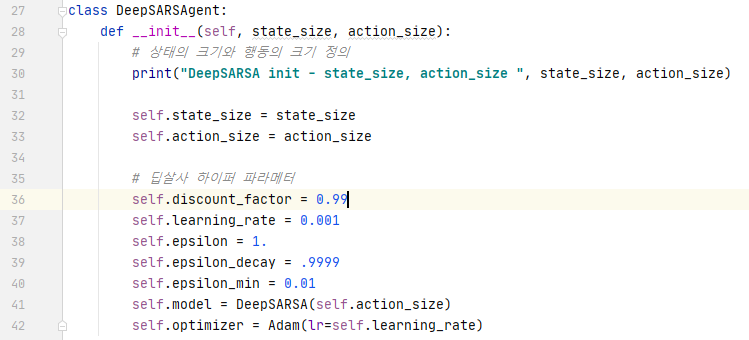 27 class DeepSARSAgent:
28 def __init__(self, state_size, action_size):
29 # 상태의 크기와 행동의 크기 정의
30 print("DeepSARSA init - state_size, action_size ", state_size, action_size)
31
32 self.state_size = state_size
33 self.action_size = action_size
34
35 # 딥살사 하이퍼 파라메터
36 self.discount_factor = 0.99
37 self.learning_rate = 0.001
38 self.epsilon = 1.
39 self.epsilon_decay = .9999
40 self.epsilon_min = 0.01
41 self.model = DeepSARSA(self.action_size)
42 self.optimizer = Adam(lr=self.learning_rate)